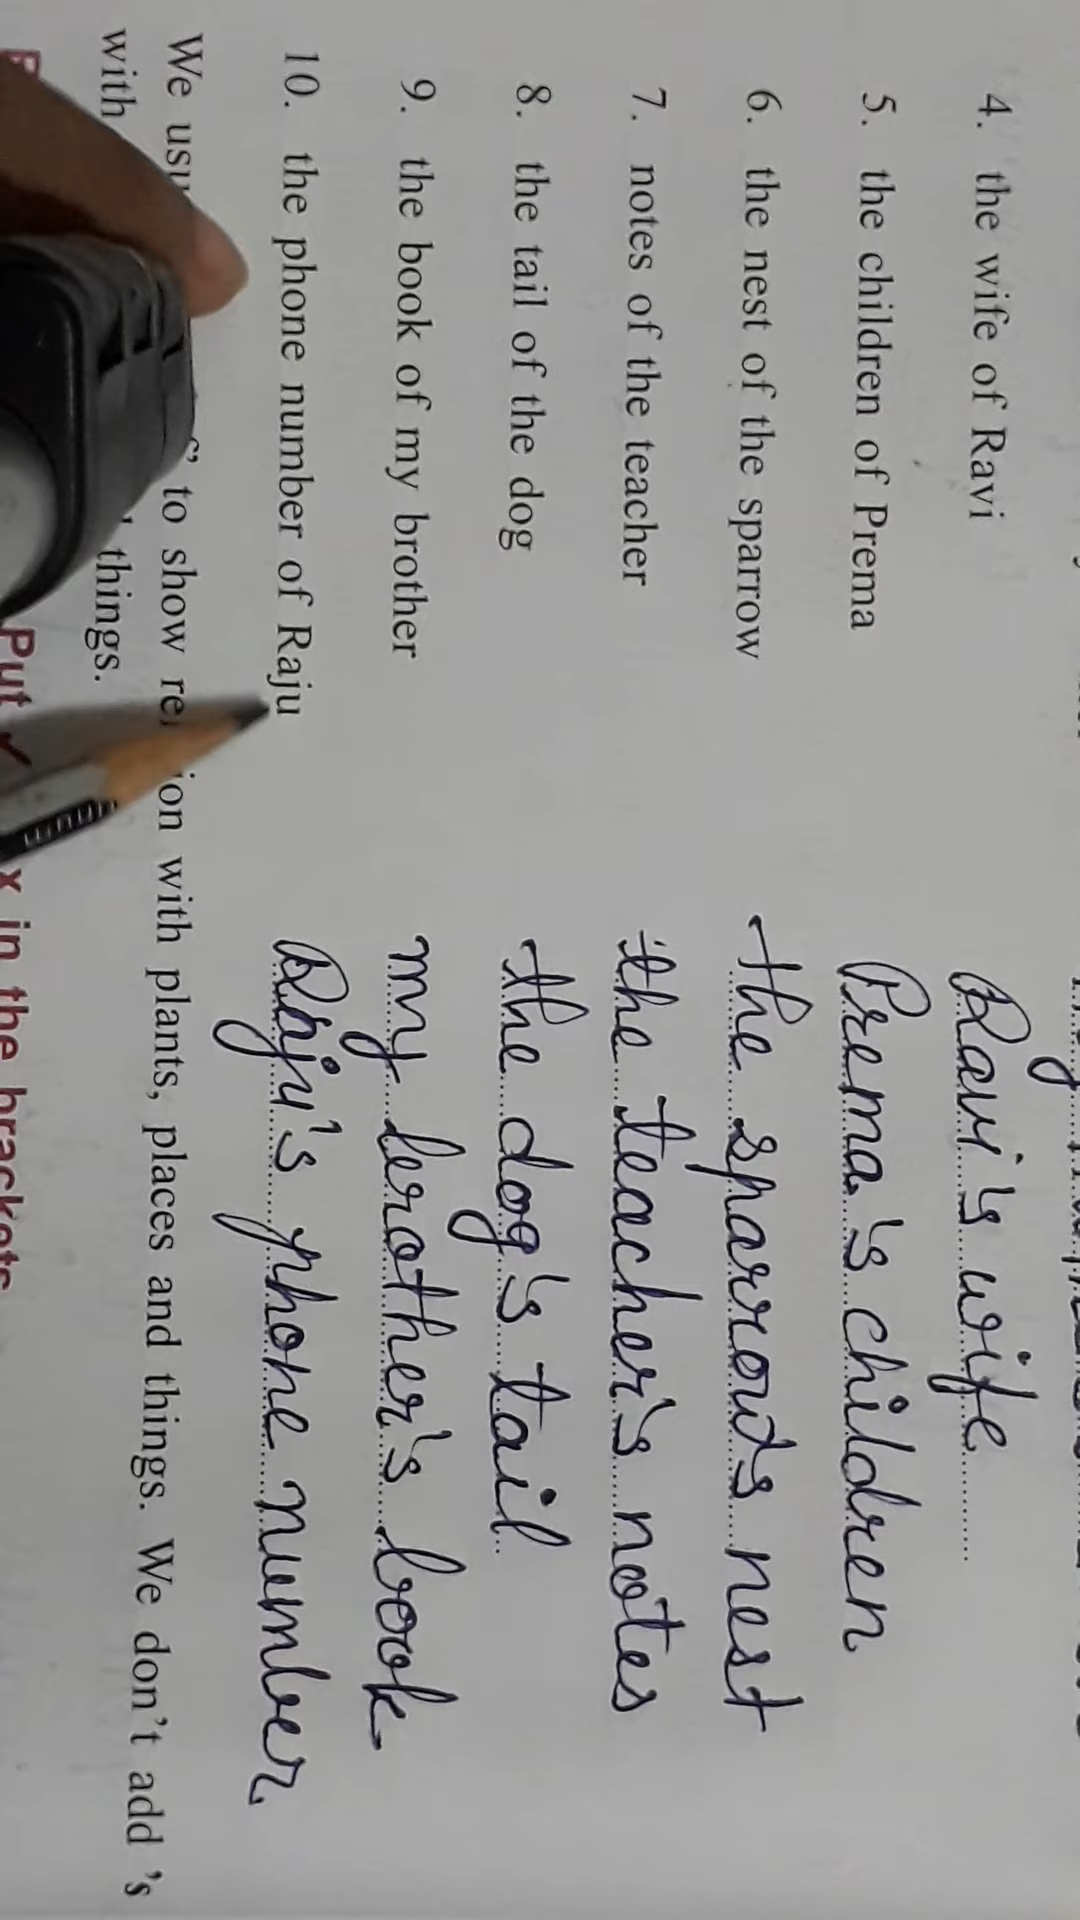 4. the wife of Ravi Ravi's wife
5. the children of Prema Prema's children
6. the nest of the sparrow the sparrow's nest
7. notes of the teacher the teacher's notes
8. the tail of the dog the dog's tail
9. the book of my brother my brother's book
10. the phone number of Raju Raju's phone number
We to show with plants, places and things. We don't add 's
with things.
Put ✓ x in the brackets